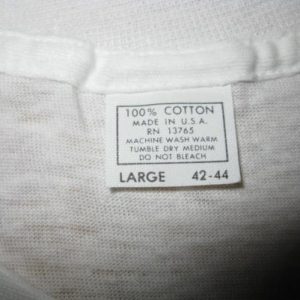 100% COTTON
MADE IN U.S.A.
RN 13765
MACHINE WASH WARM
TUMBLE DRY MEDIUM
DO NOT BLEACH
LARGE 42-44